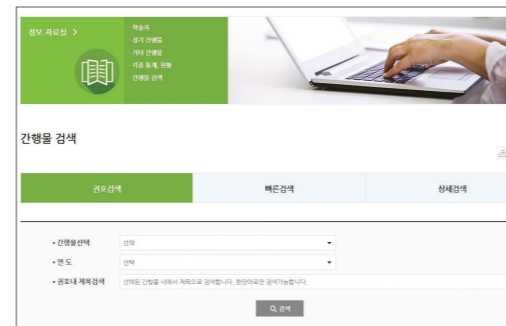 정보 자료실 >
· 학술지
· 정기 간행물
· 기타 간행물
· 각종 통계, 현황
· 간행물 검색
간행물 검색
권호검색 빠른검색 상세검색
• 간행물선택 선택
• 연 도 선택
• 권호내 제목검색 선택된 간행물 내에서 제목으로 검색합니다. 한단어로만 검색가능합니다.
검색